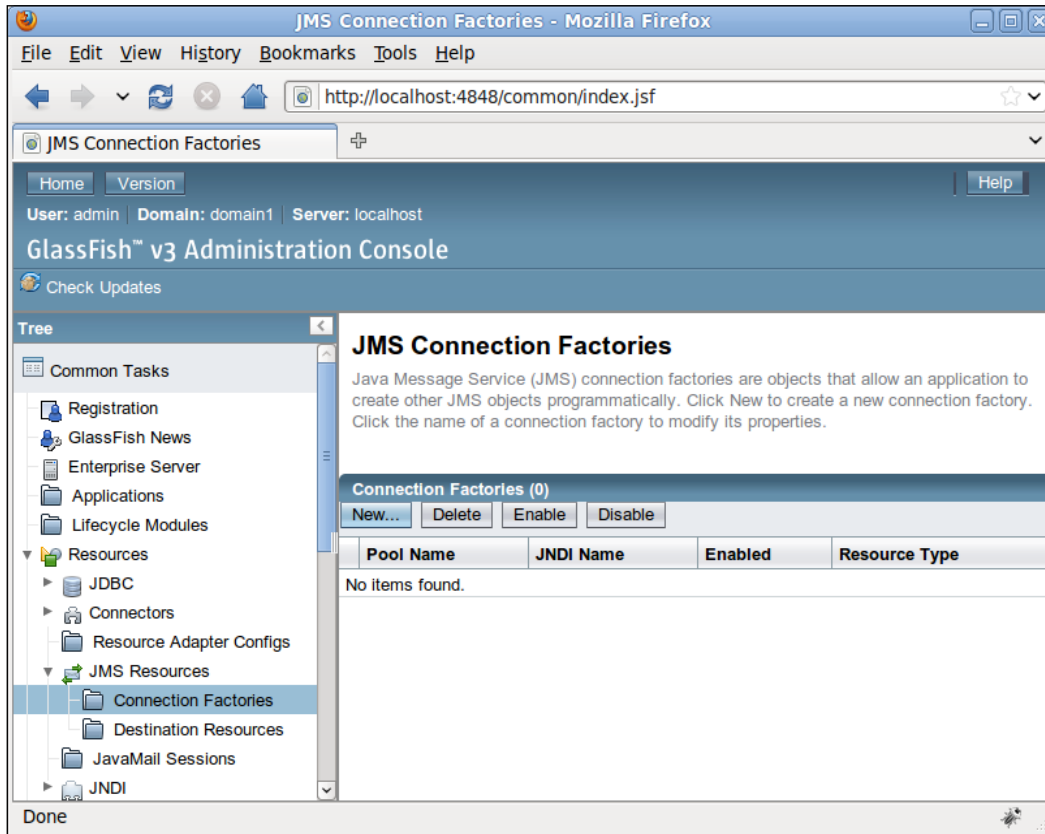 JMS Connection Factories - Mozilla Firefox
File Edit View History Bookmarks Tools Help
http://localhost:4848/common/index.jsf
JMS Connection Factories
Home Version Help
User: admin Domain: domain1 Server: localhost
GlassFish™ v3 Administration Console
Check Updates
Tree
Common Tasks
Registration
GlassFish News
Enterprise Server
Applications
Lifecycle Modules
Resources
JDBC
Connectors
Resource Adapter Configs
JMS Resources
Connection Factories
Destination Resources
JavaMail Sessions
JNDI
JMS Connection Factories
Java Message Service (JMS) connection factories are objects that allow an application to
create other JMS objects programmatically. Click New to create a new connection factory.
Click the name of a connection factory to modify its properties.
Connection Factories (0)
New... Delete Enable Disable
Pool Name JNDI Name Enabled Resource Type
No items found.
Done